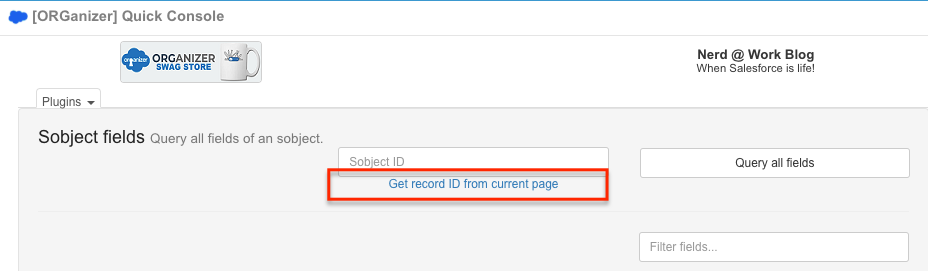 [ORGanizer] Quick Console
organizer
ORGANIZER
SWAG STORE
Nerd @ Work Blog
When Salesforce is life!
Plugins
Sobject fields Query all fields of an sobject.
Sobject ID
Query all fields
Get record ID from current page
Filter fields...